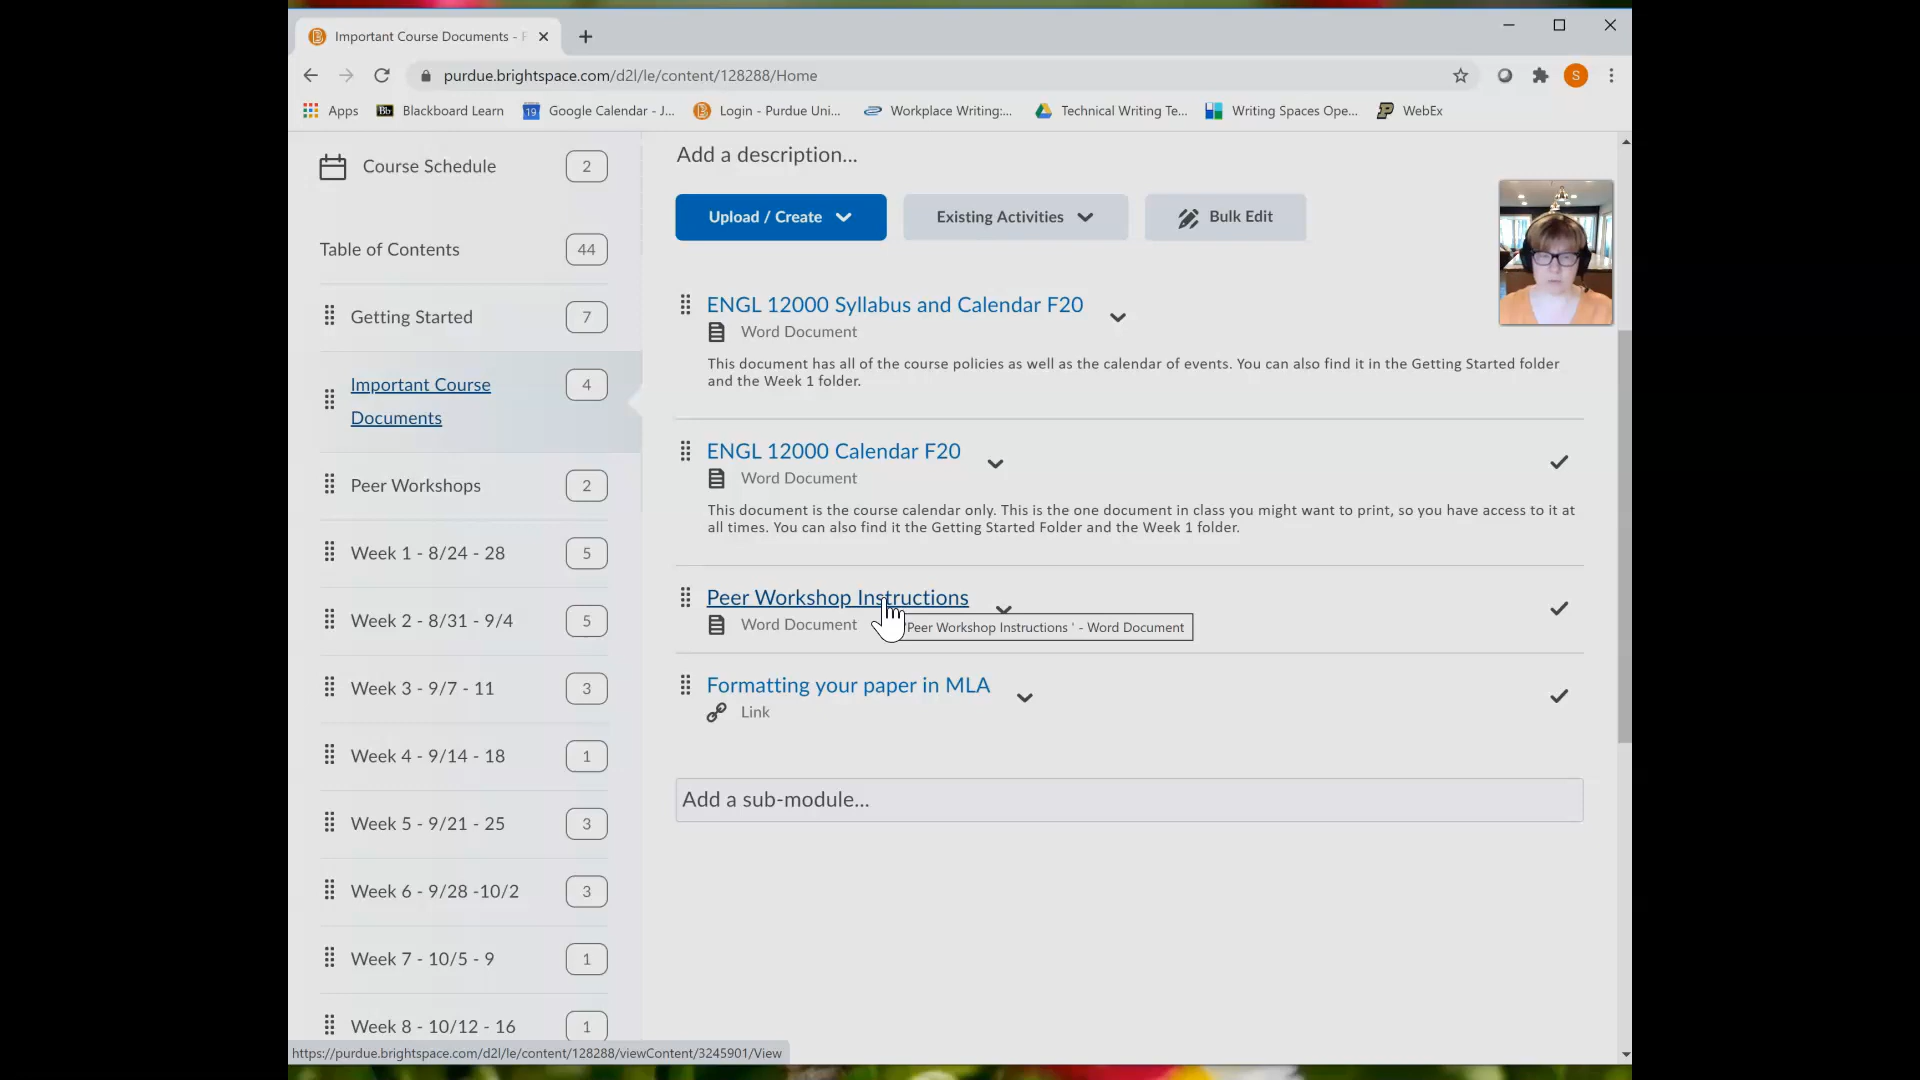 Important Course Documents - F
purdue.brightspace.com/d2l/le/content/128288/Home
S
Apps
Bb
Blackboard Learn
19
Google Calendar - J...
Login - Purdue Uni...
Workplace Writing:...
Technical Writing Te...
Writing Spaces Ope...
WebEx
Course Schedule
2
Table of Contents
44
Getting Started
7
Important Course
Documents
4
Peer Workshops
2
Week 1 - 8/24 - 28
5
Week 2 - 8/31 - 9/4
5
Week 3 - 9/7 - 11
3
Week 4 - 9/14 - 18
1
Week 5 - 9/21 - 25
3
Week 6 - 9/28 -10/2
3
Week 7 - 10/5 - 9
1
Week 8 - 10/12 - 16
1
Add a description...
Upload / Create
Existing Activities
Bulk Edit
ENGL 12000 Syllabus and Calendar F20
Word Document
This document has all of the course policies as well as the calendar of events. You can also find it in the Getting Started folder
and the Week 1 folder.
ENGL 12000 Calendar F20
Word Document
This document is the course calendar only. This is the one document in class you might want to print, so you have access to it at
all times. You can also find it the Getting Started Folder and the Week 1 folder.
Peer Workshop Instructions
Word Document
'Peer Workshop Instructions ' - Word Document
Formatting your paper in MLA
Link
Add a sub-module...
https://purdue.brightspace.com/d2l/le/content/128288/viewContent/3245901/View